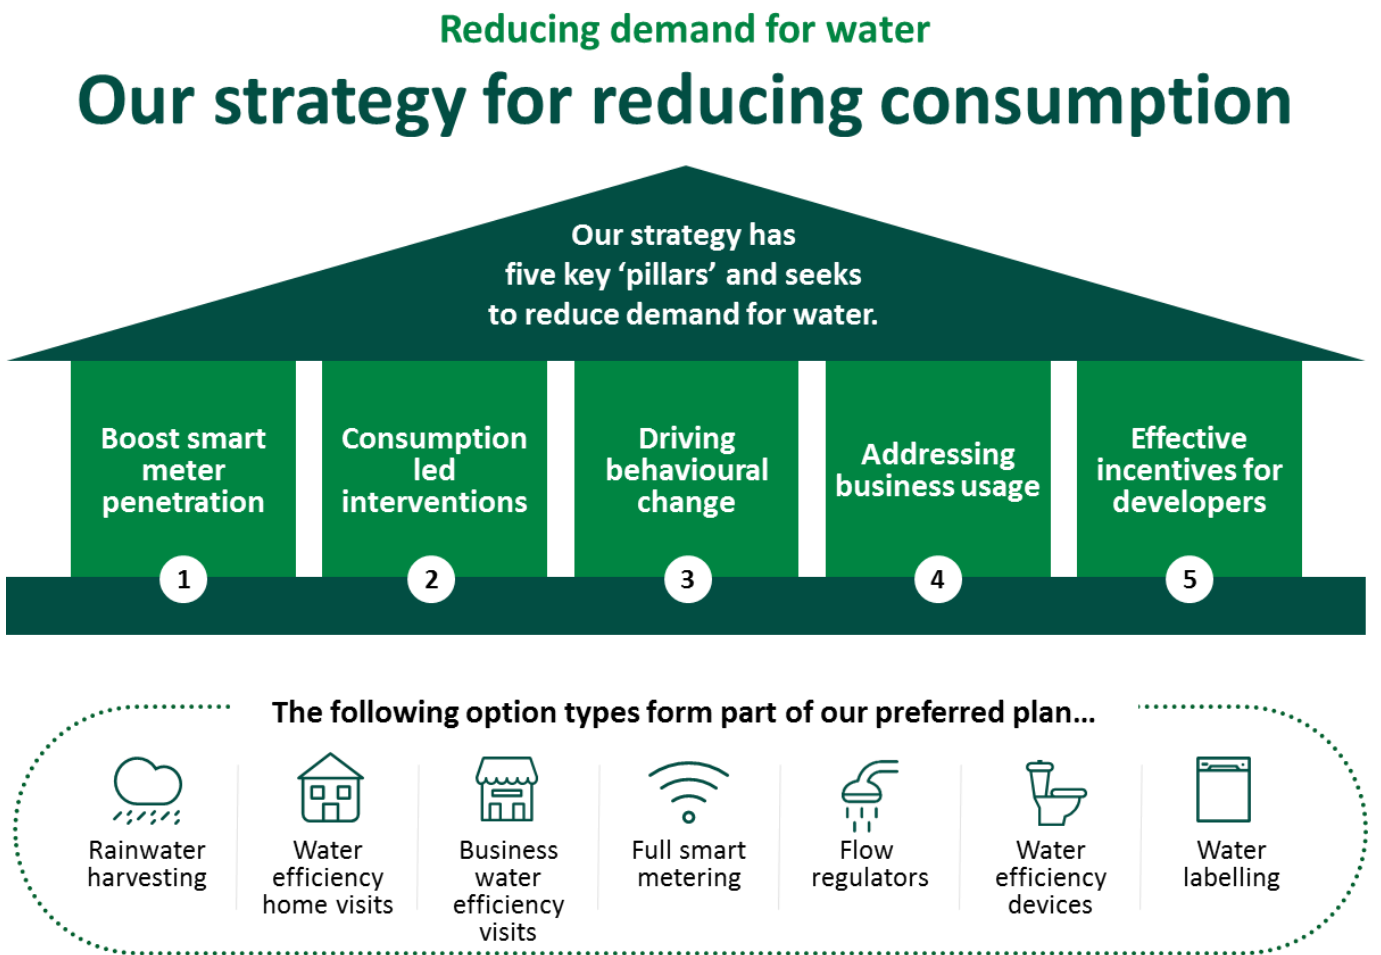 Reducing demand for water
Our strategy for reducing consumption
Our strategy has
five key ‘pillars’ and seeks
to reduce demand for water.
Boost smart
meter
penetration
1
Consumption
led
interventions
2
Driving
behavioural
change
3
Addressing
business usage
4
Effective
incentives for
developers
5
The following option types form part of our preferred plan...
Rainwater
harvesting
Water
efficiency
home visits
Business
water
efficiency
visits
Full smart
metering
Flow
regulators
Water
efficiency
devices
Water
labelling